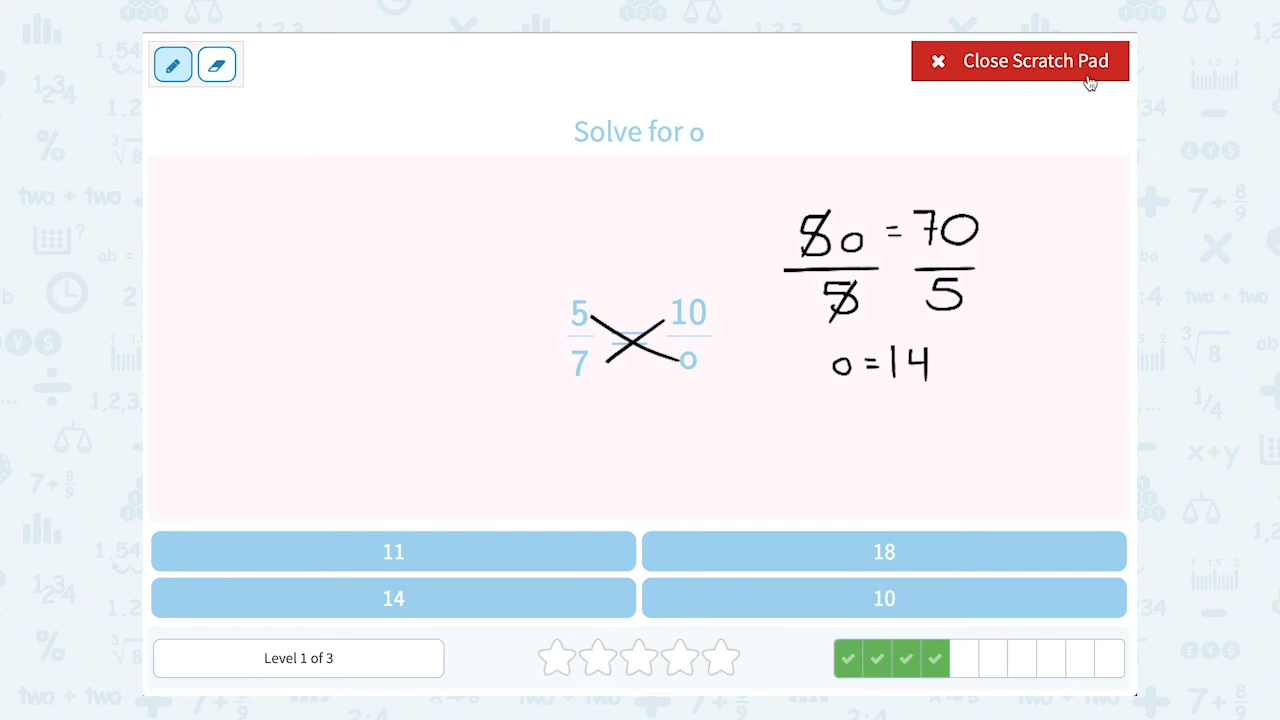 Close Scratch Pad
Solve for o
5/7 = 10/o
5o/5 = 70/5
o = 14
11
18
14
10
Level 1 of 3